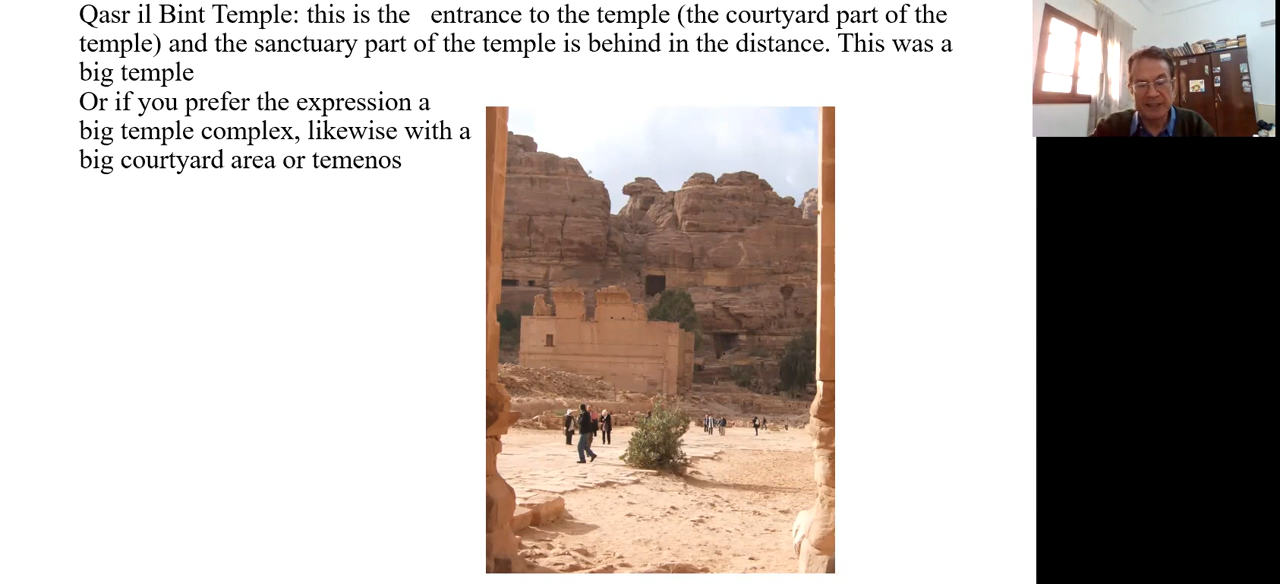 Qasr il Bint Temple: this is the   entrance to the temple (the courtyard part of the
temple) and the sanctuary part of the temple is behind in the distance. This was a
big temple
Or if you prefer the expression a
big temple complex, likewise with a
big courtyard area or temenos